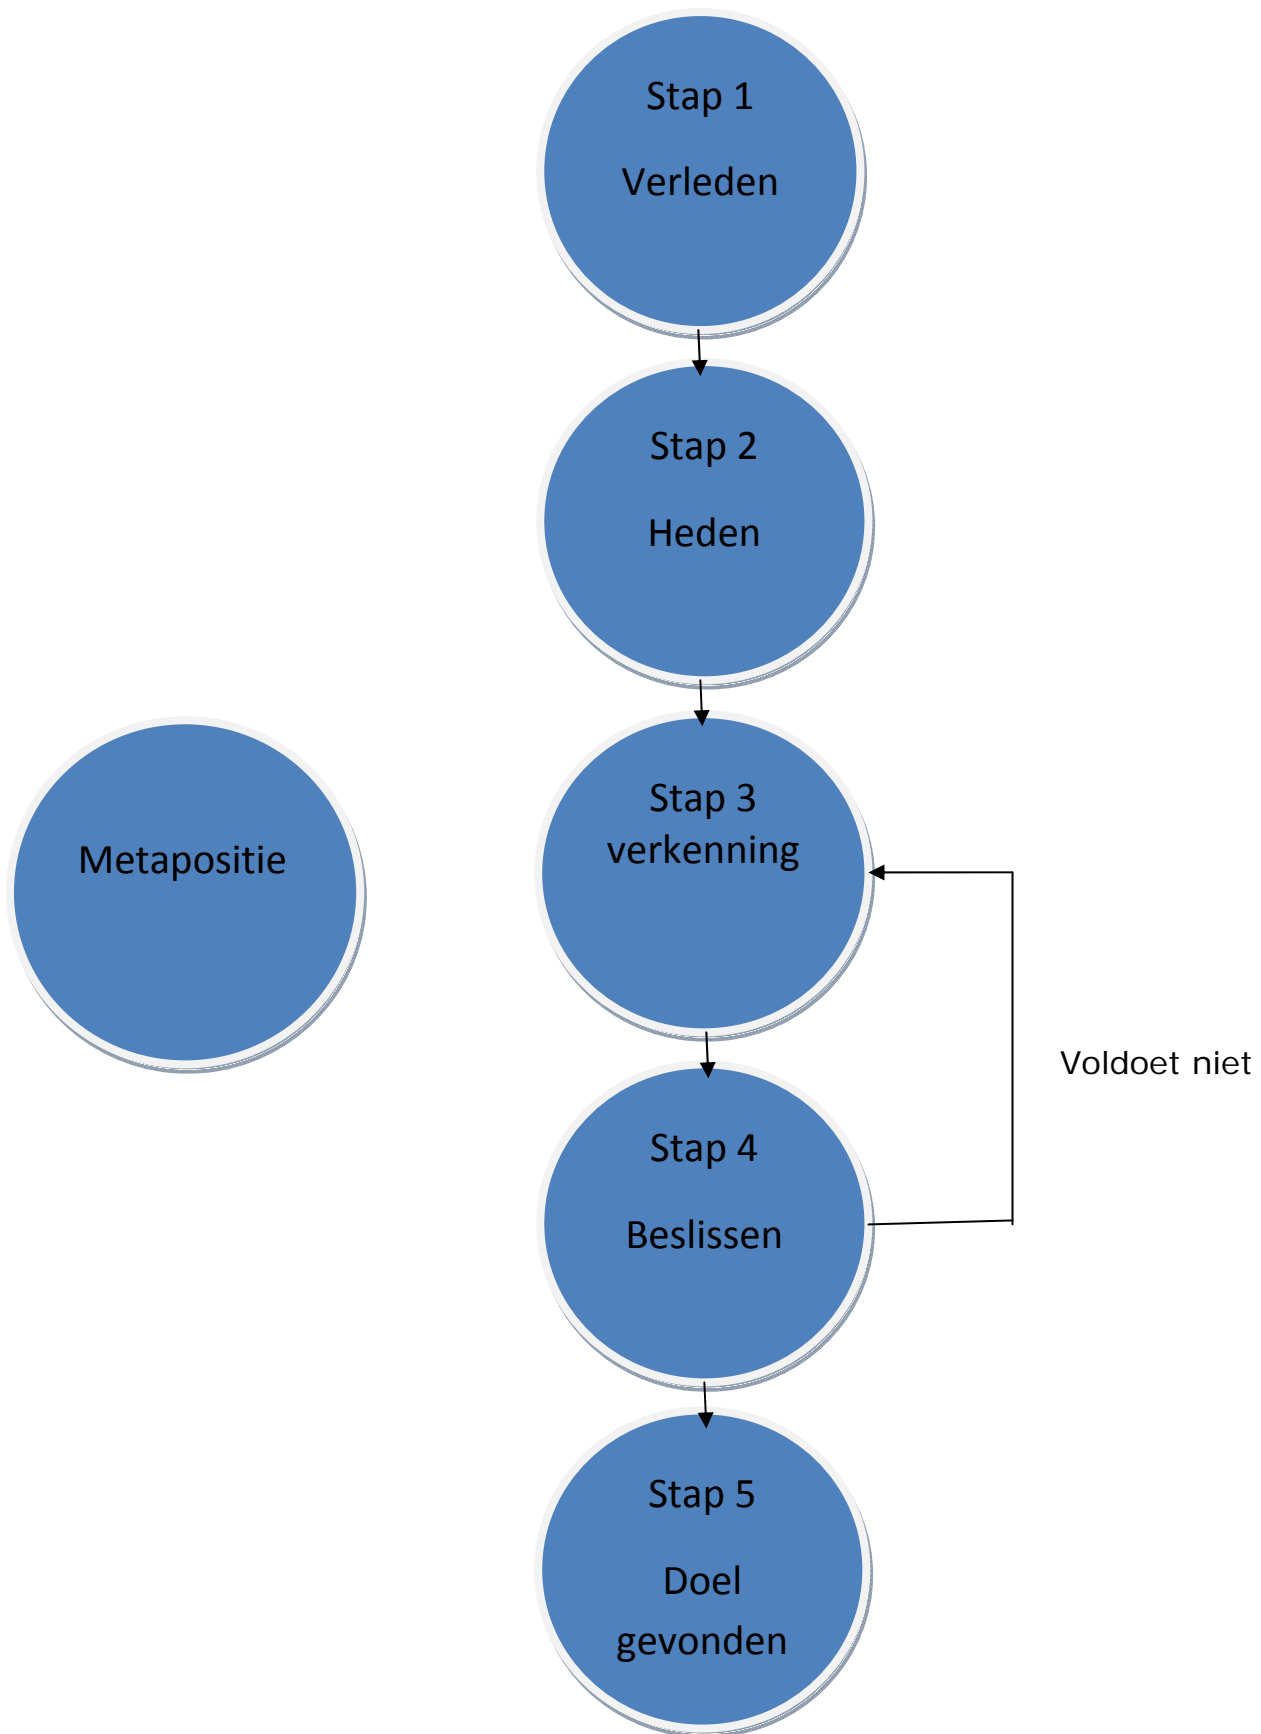 Stap 1
Verleden
Stap 2
Heden
Stap 3
verkenning
Metapositie
Voldoet niet
Stap 4
Beslissen
Stap 5
Doel
gevonden